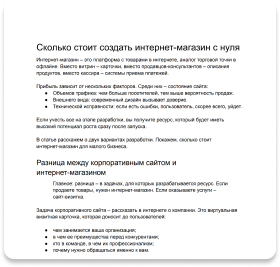 Сколько стоит создать интернет-магазин с нуля
Интернет-магазин – это платформа с товарами в интернете, аналог торговой точки в
офлайне. Вместо витрин – карточки, вместо продавцов-консультантов – описания
продуктов, вместо кассира – системы приема платежей.
Прибыль зависит от нескольких факторов. Среди них – состояние сайта:
● Объемов трафика: чем больше посетителей, тем выше вероятность продаж.
● Внешнего вида: современный дизайн вызывает доверие.
● Технической исправности: если есть ошибки, пользователь, скорее всего, уйдет.
Если учесть все на этапе разработки, вы получите ресурс, который будет иметь
высокий потенциал роста сразу после запуска.
В статье расскажем о двух вариантах разработки. Покажем, сколько стоит
интернет-магазин для малого бизнеса.
Разница между корпоративным сайтом и
интернет-магазином
Главное: разница – в задачах, для которых разрабатывается ресурс. Если
продаете товары, нужен интернет-магазин. Если оказываете услуги –
сайт-визитка.
Задача корпоративного сайта – рассказать в интернете о компании. Это виртуальная
визитная карточка, которая доносит до пользователей:
● чем занимается ваша организация;
● в чем ее преимущества перед конкурентами;
● кто в команде, в чем их профессионализм;
● почему нужно обращаться именно к вам.